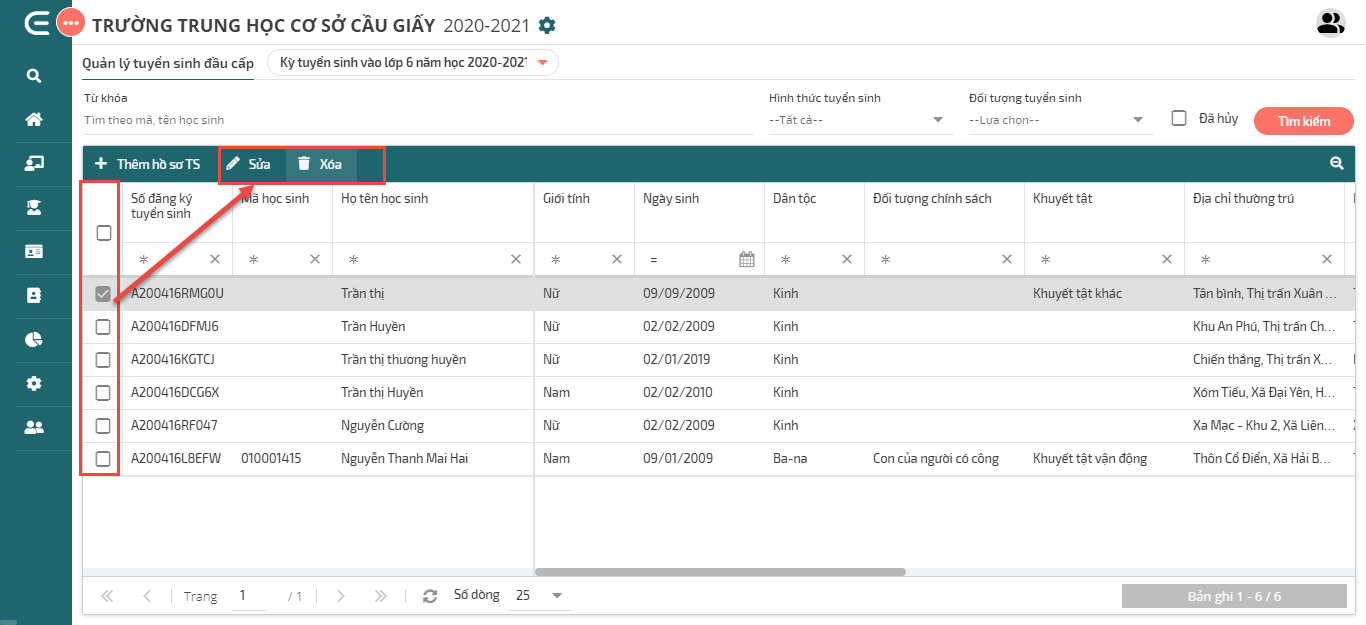 TRƯỜNG TRUNG HỌC CƠ SỞ CẦU GIẤY 2020-2021
Quản lý tuyển sinh đầu cấp
Kỳ tuyển sinh vào lớp 6 năm học 2020-2021
Từ khóa
Hình thức tuyển sinh
Đối tượng tuyển sinh
Tìm theo mã, tên học sinh
--Tất cả--
--Lựa chọn--
Đã hủy
Tìm kiếm
Thêm hồ sơ TS
Sửa
Xóa
Số đăng ký
tuyển sinh
Mã học sinh
Họ tên học sinh
Giới tính
Ngày sinh
Dân tộc
Đối tượng chính sách
Khuyết tật
Địa chỉ thường trú
=
A200416RMG0U Trần thị Nữ 09/09/2009 Kinh Khuyết tật khác Tân bình, Thị trấn Xuân ...
A200416DFMJ6 Trần Huyền Nữ 02/02/2009 Kinh Khu An Phú, Thị trấn Ch...
A200416KGTCJ Trần thị thương huyền Nữ 02/01/2019 Kinh Chiến thắng, Thị trấn X...
A200416DCG6X Trần thị Huyền Nam 02/02/2010 Kinh Xóm Tiếu, Xã Đại Yên, H...
A200416RF047 Nguyễn Cường Nữ 02/02/2009 Kinh Xa Mạc - Khu 2, Xã Liên...
A200416L8EFW 010001415 Nguyễn Thanh Mai Hai Nam 09/01/2009 Ba-na Con của người có công Khuyết tật vận động Thôn Cổ Điển, Xã Hải B...
Trang 1 / 1 Số dòng 25 Bản ghi 1 - 6 / 6